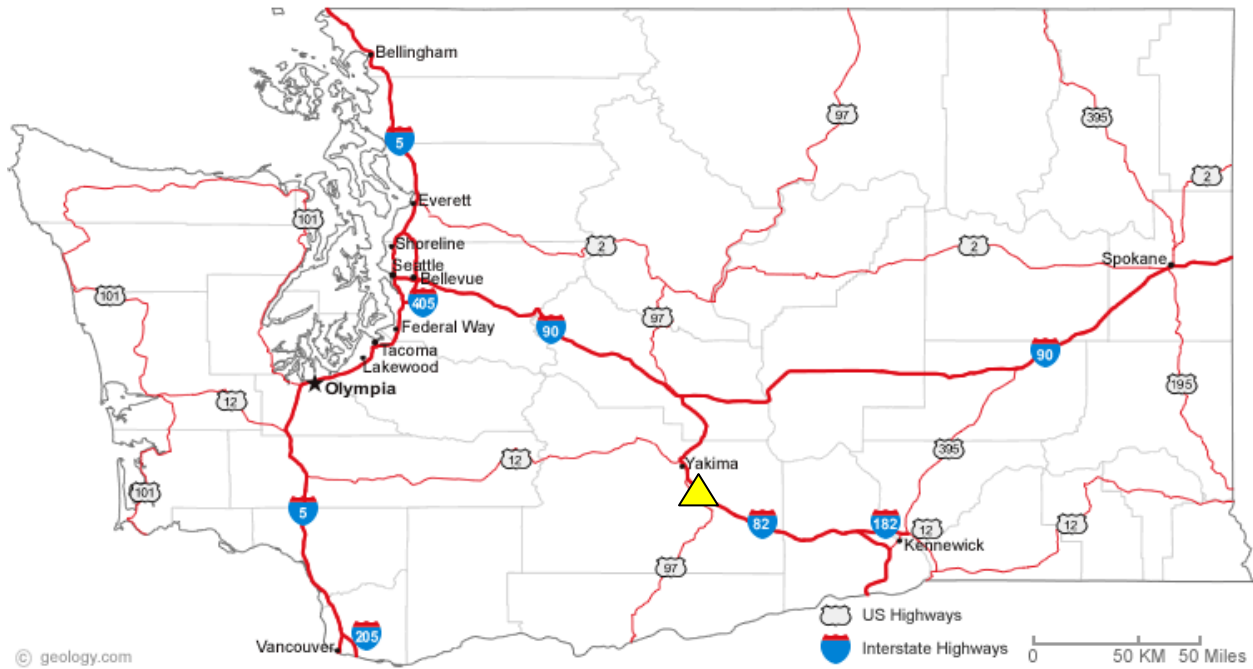 Bellingham
97
395
5
2
Everett
101
Shoreline
2
2
Seattle
Spokane
Bellevue
101
405
97
Federal Way
90
Tacoma
90
Lakewood
Olympia
195
12
395
12
Yakima
101
5
82
182
12
12
Kennewick
97
US Highways
205
Vancouver
Interstate Highways
© geology.com
0 50 KM 50 Miles